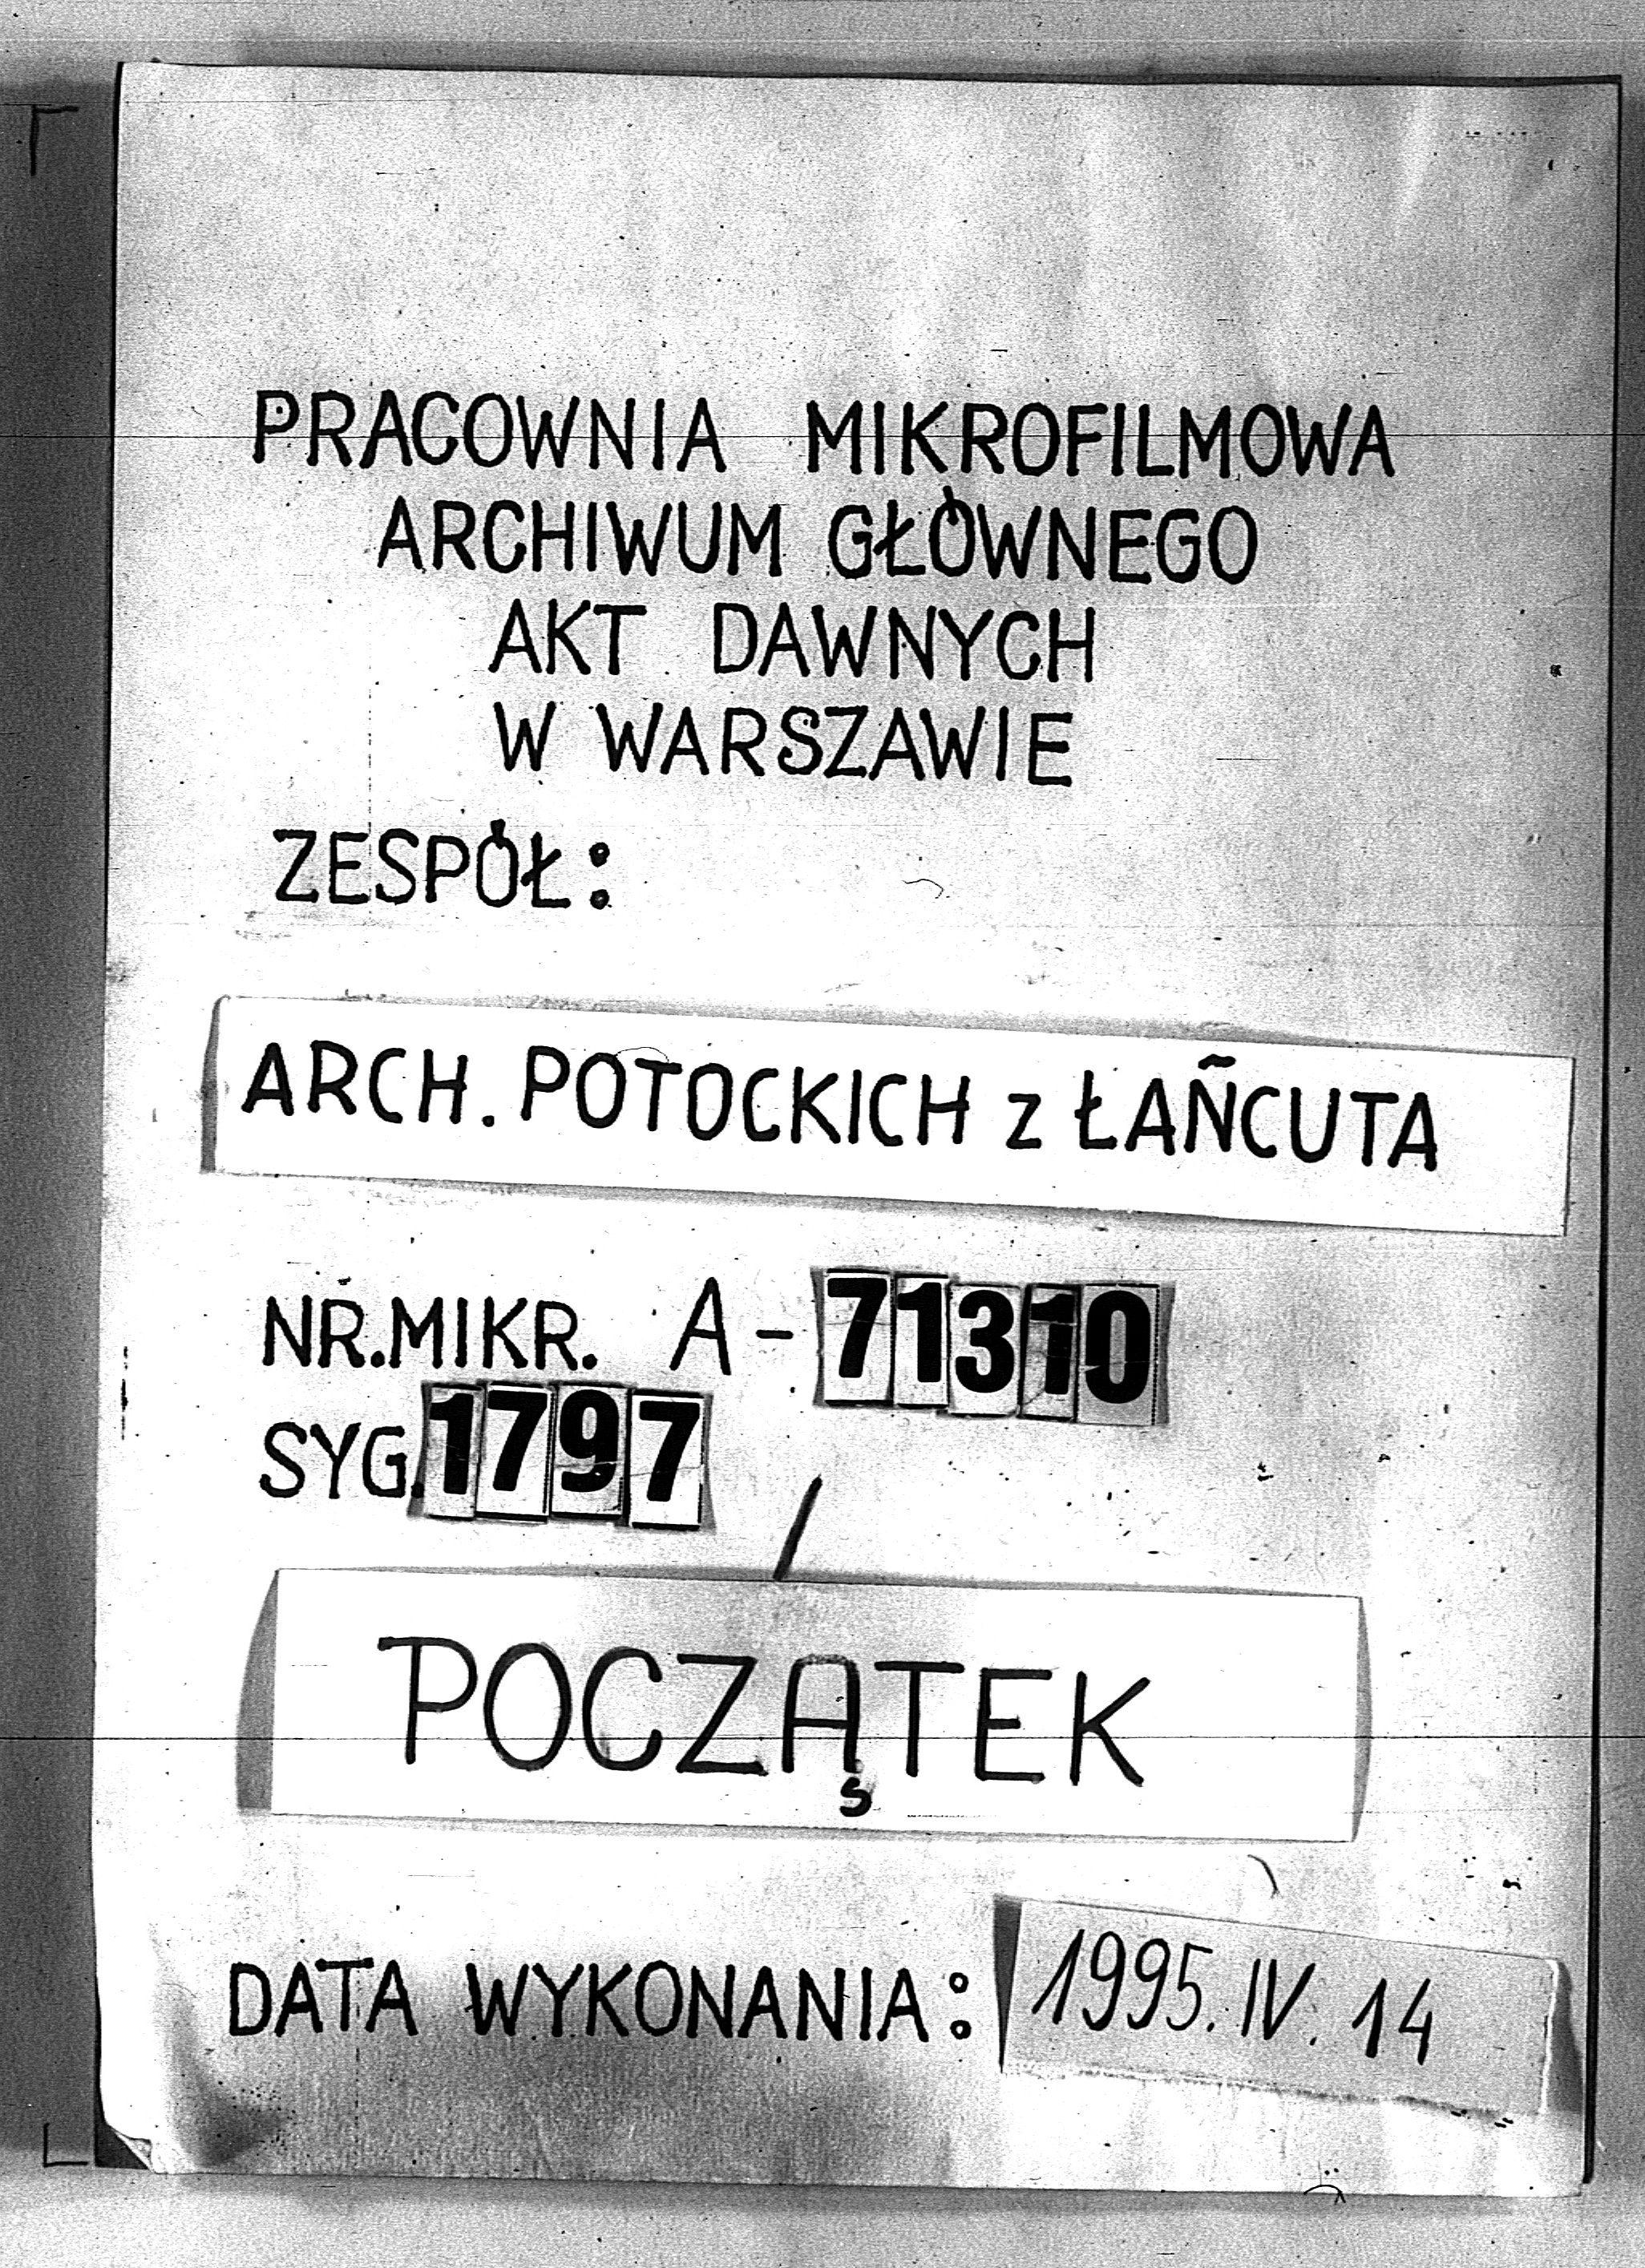 PRACOWNIA MIKROFILMOWA
ARCHIWUM GŁÓWNEGO
AKT DAWNYCH
W WARSZAWIE
ZESPÓŁ:
ARCH. POTOCKICH z ŁAŃCUTA
NR.MIKR. A-71310
SYG.1797 /
POCZĄTEK
DATA WYKONANIA: 1995.IV.14